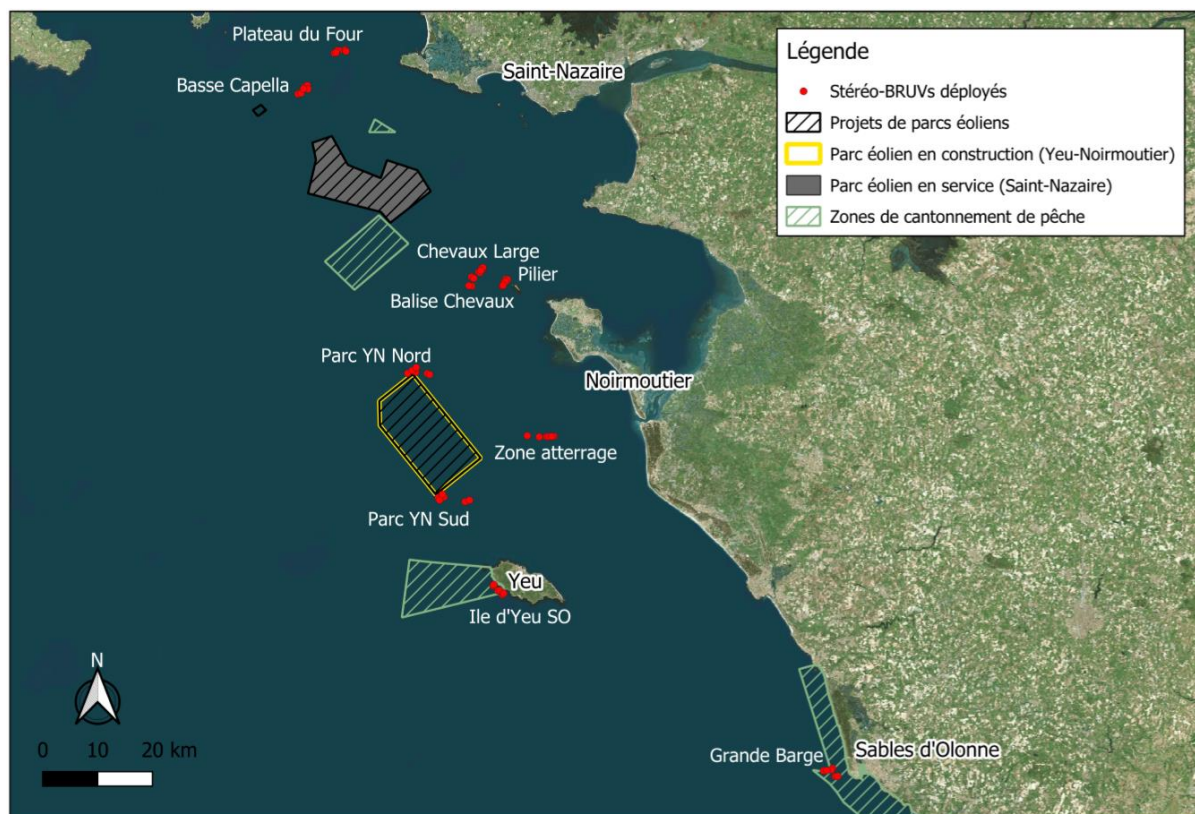 Plateau du Four
Saint-Nazaire
Basse Capella
Légende
Stéréo-BRUVs déployés
Projets de parcs éoliens
Parc éolien en construction (Yeu-Noirmoutier)
Parc éolien en service (Saint-Nazaire)
Zones de cantonnement de pêche
Chevaux Large
Pilier
Balise Chevaux
Parc YN Nord
Noirmoutier
Zone atterrage
Parc YN Sud
Yeu
Ile d'Yeu SO
N
0 10 20 km
Grande Barge
Sables d'Olonne